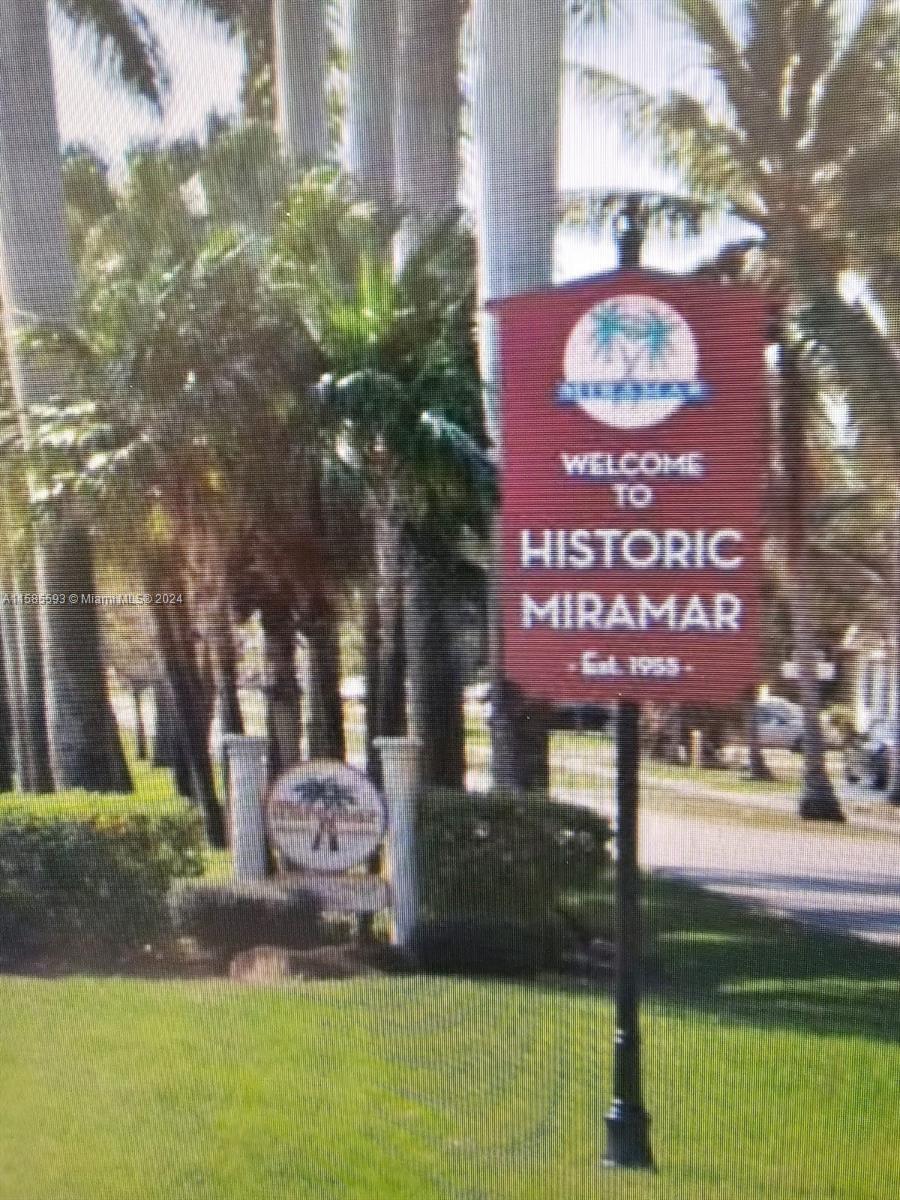 MIRAMAR
WELCOME
TO
HISTORIC
MIRAMAR
- Est. 1955 -
A11585593 © Miami MLS® 2024